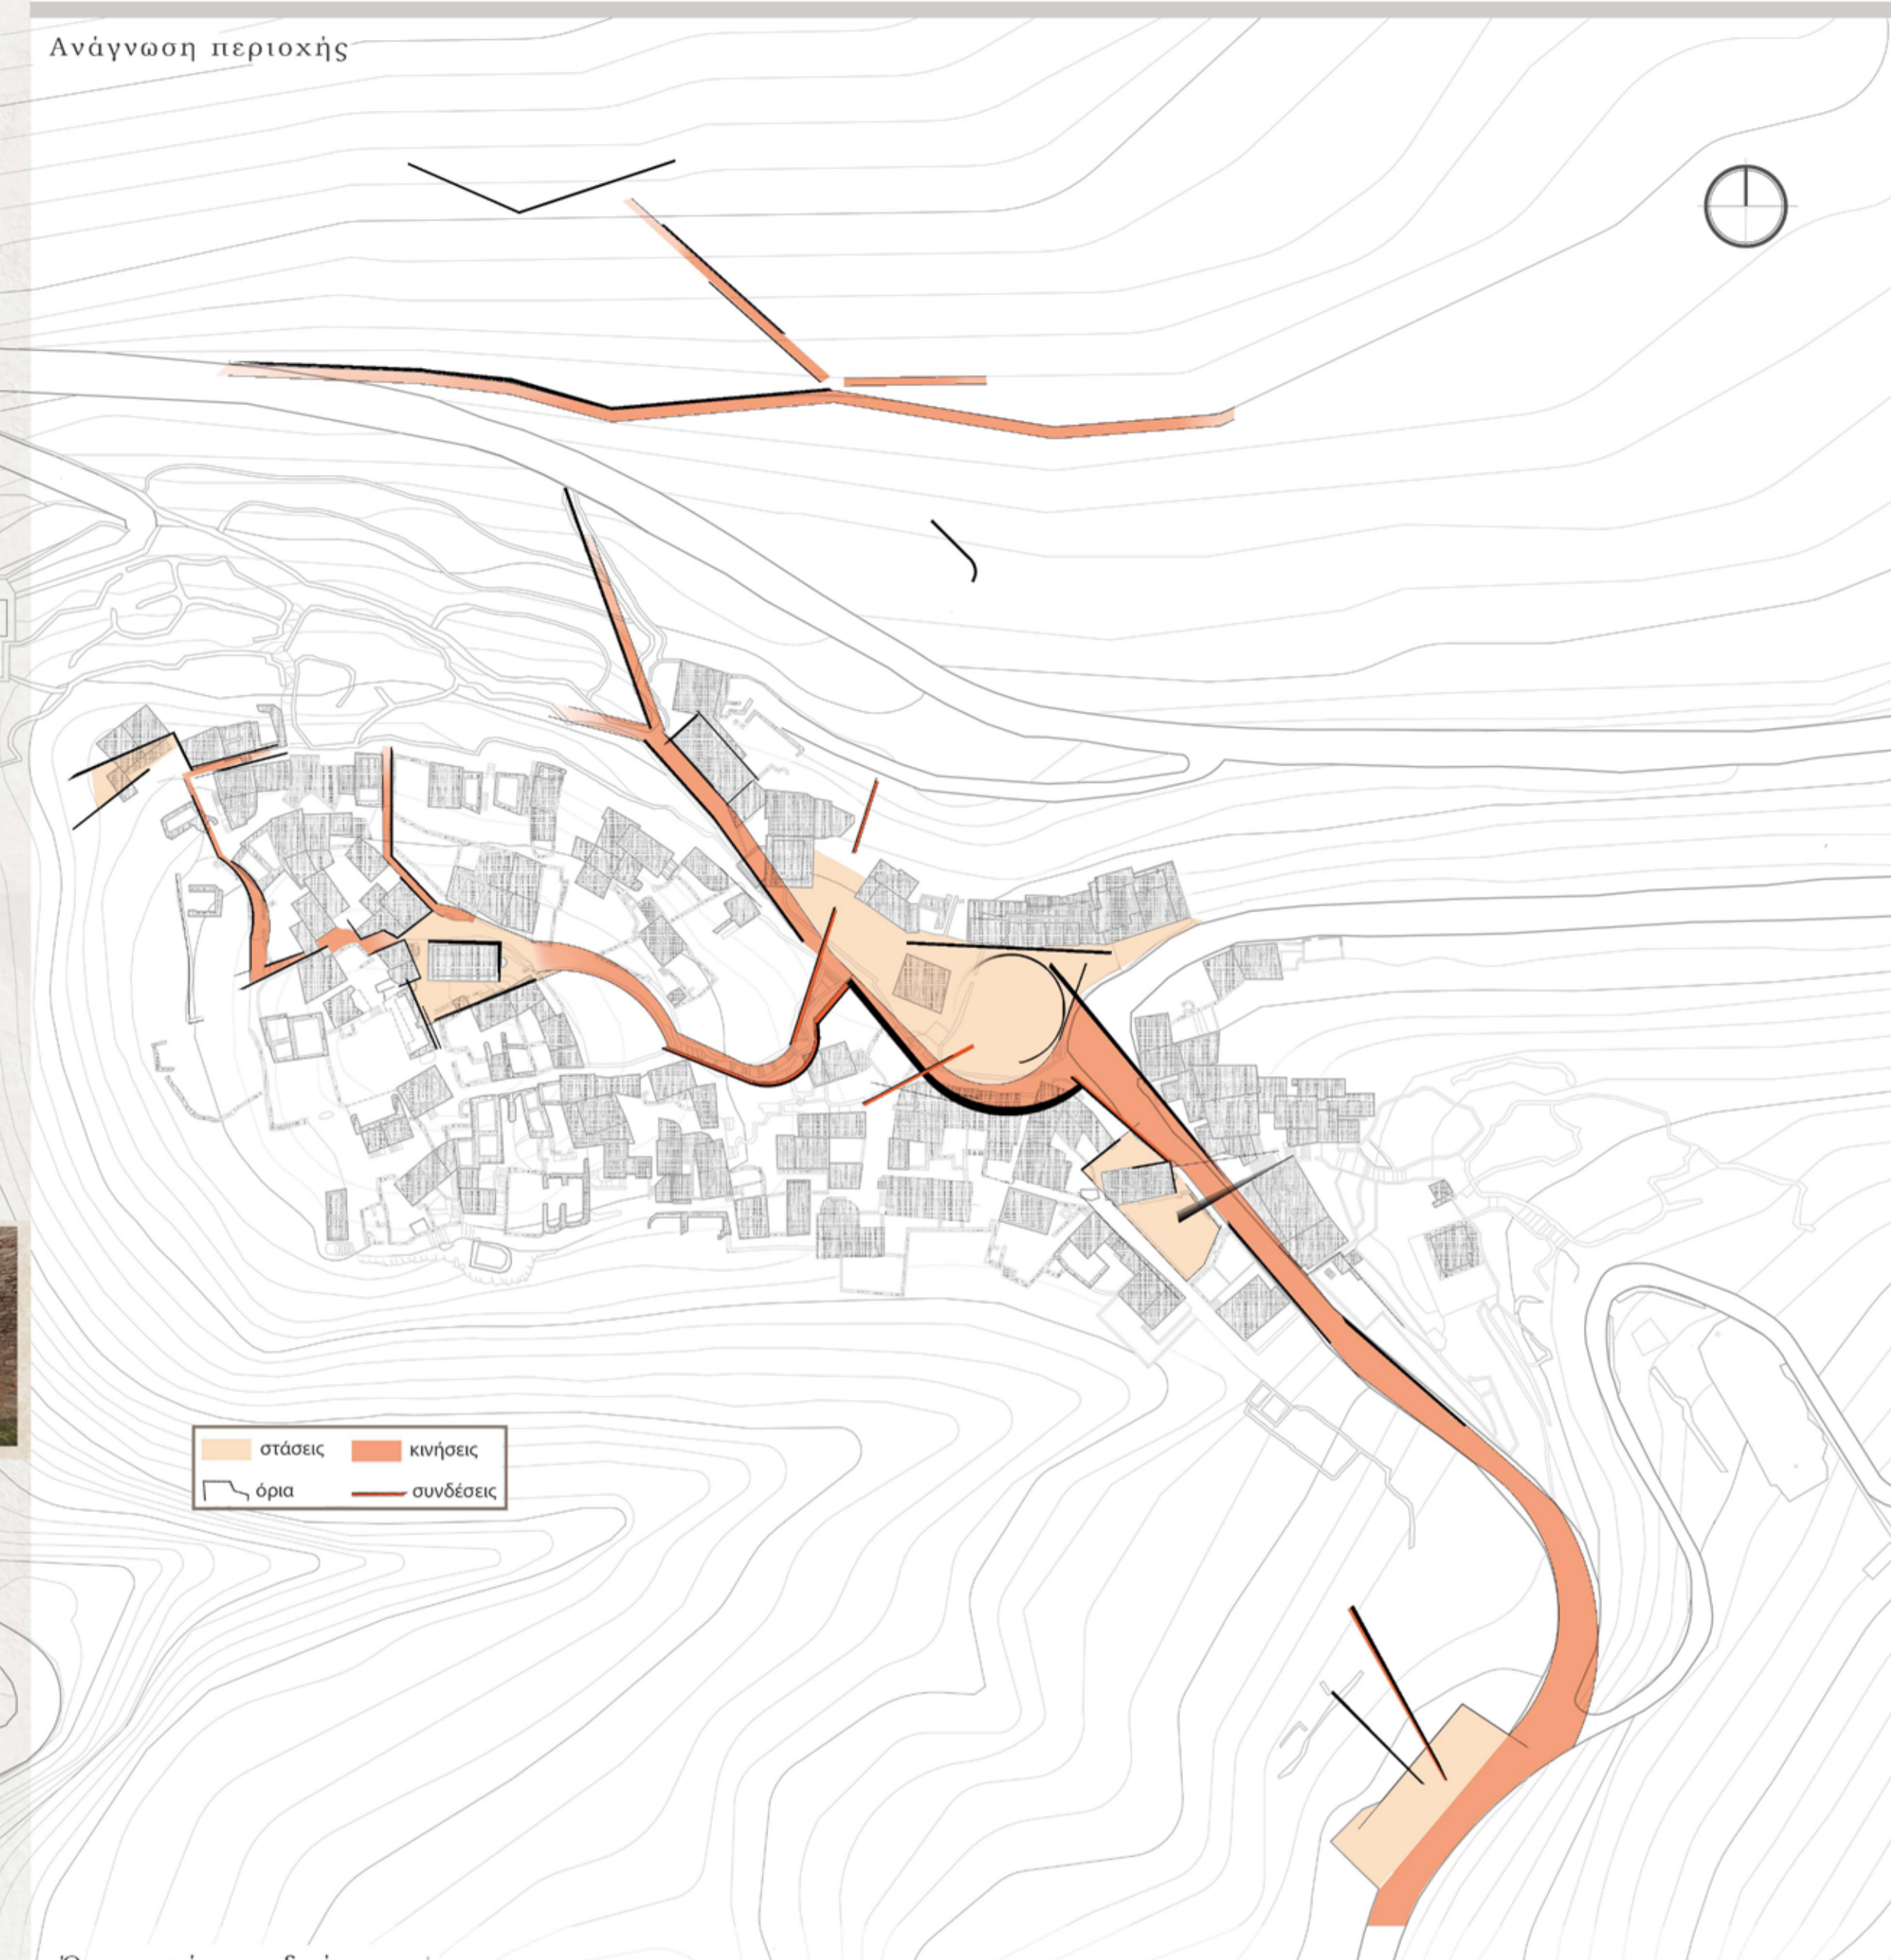 Ανάγνωση περιοχής
στάσεις κινήσεις
όρια συνδέσεις